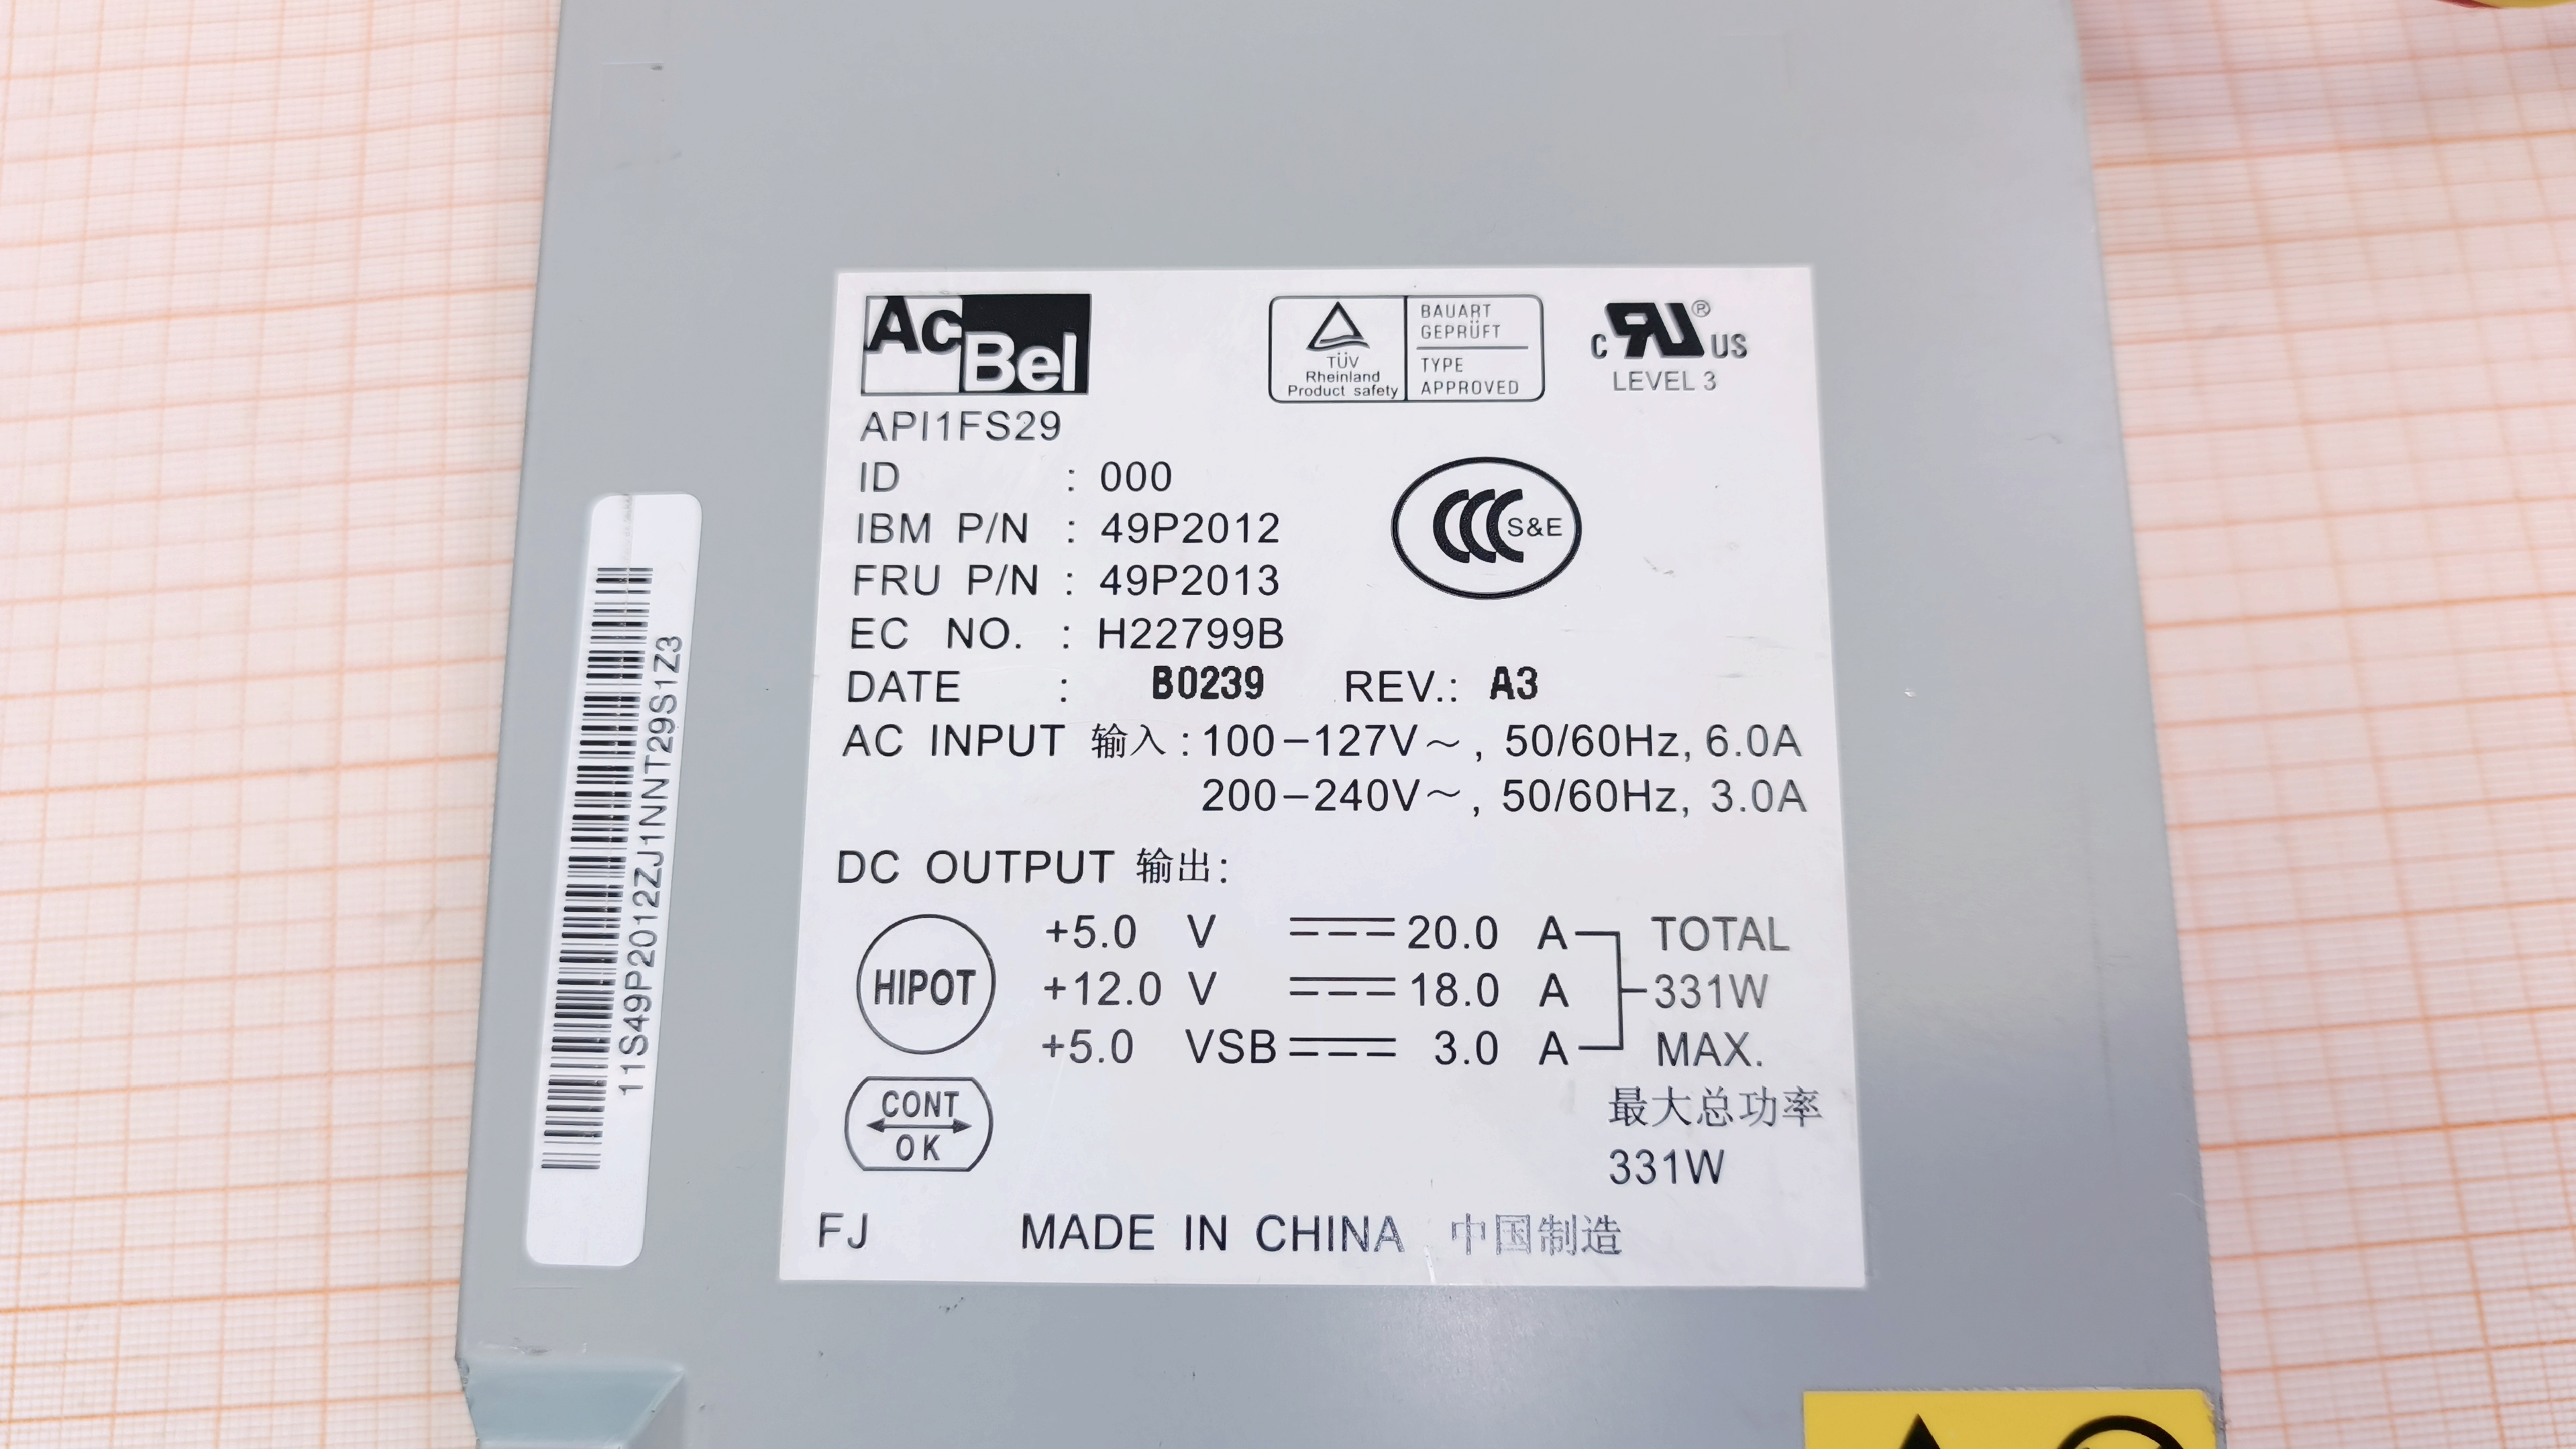 AcBel
TÜV
Rheinland
Product safety
BAUART
GEPRÜFT
TYPE
APPROVED
C RU® US
LEVEL 3
API1FS29
ID : 000
IBM P/N : 49P2012
CCC S&E
FRU P/N : 49P2013
EC NO. : H22799B
DATE : B0239 REV.: A3
AC INPUT 输入 : 100-127V~, 50/60Hz, 6.0A
200-240V~, 50/60Hz, 3.0A
DC OUTPUT 输出:
HIPOT
+5.0 V 20.0 A
+12.0 V 18.0 A
+5.0 VSB 3.0 A
TOTAL
331W
MAX.
最大总功率
331W
CONT
OK
FJ MADE IN CHINA 中国制造
11S49P2012ZJ1NNT29S1Z3